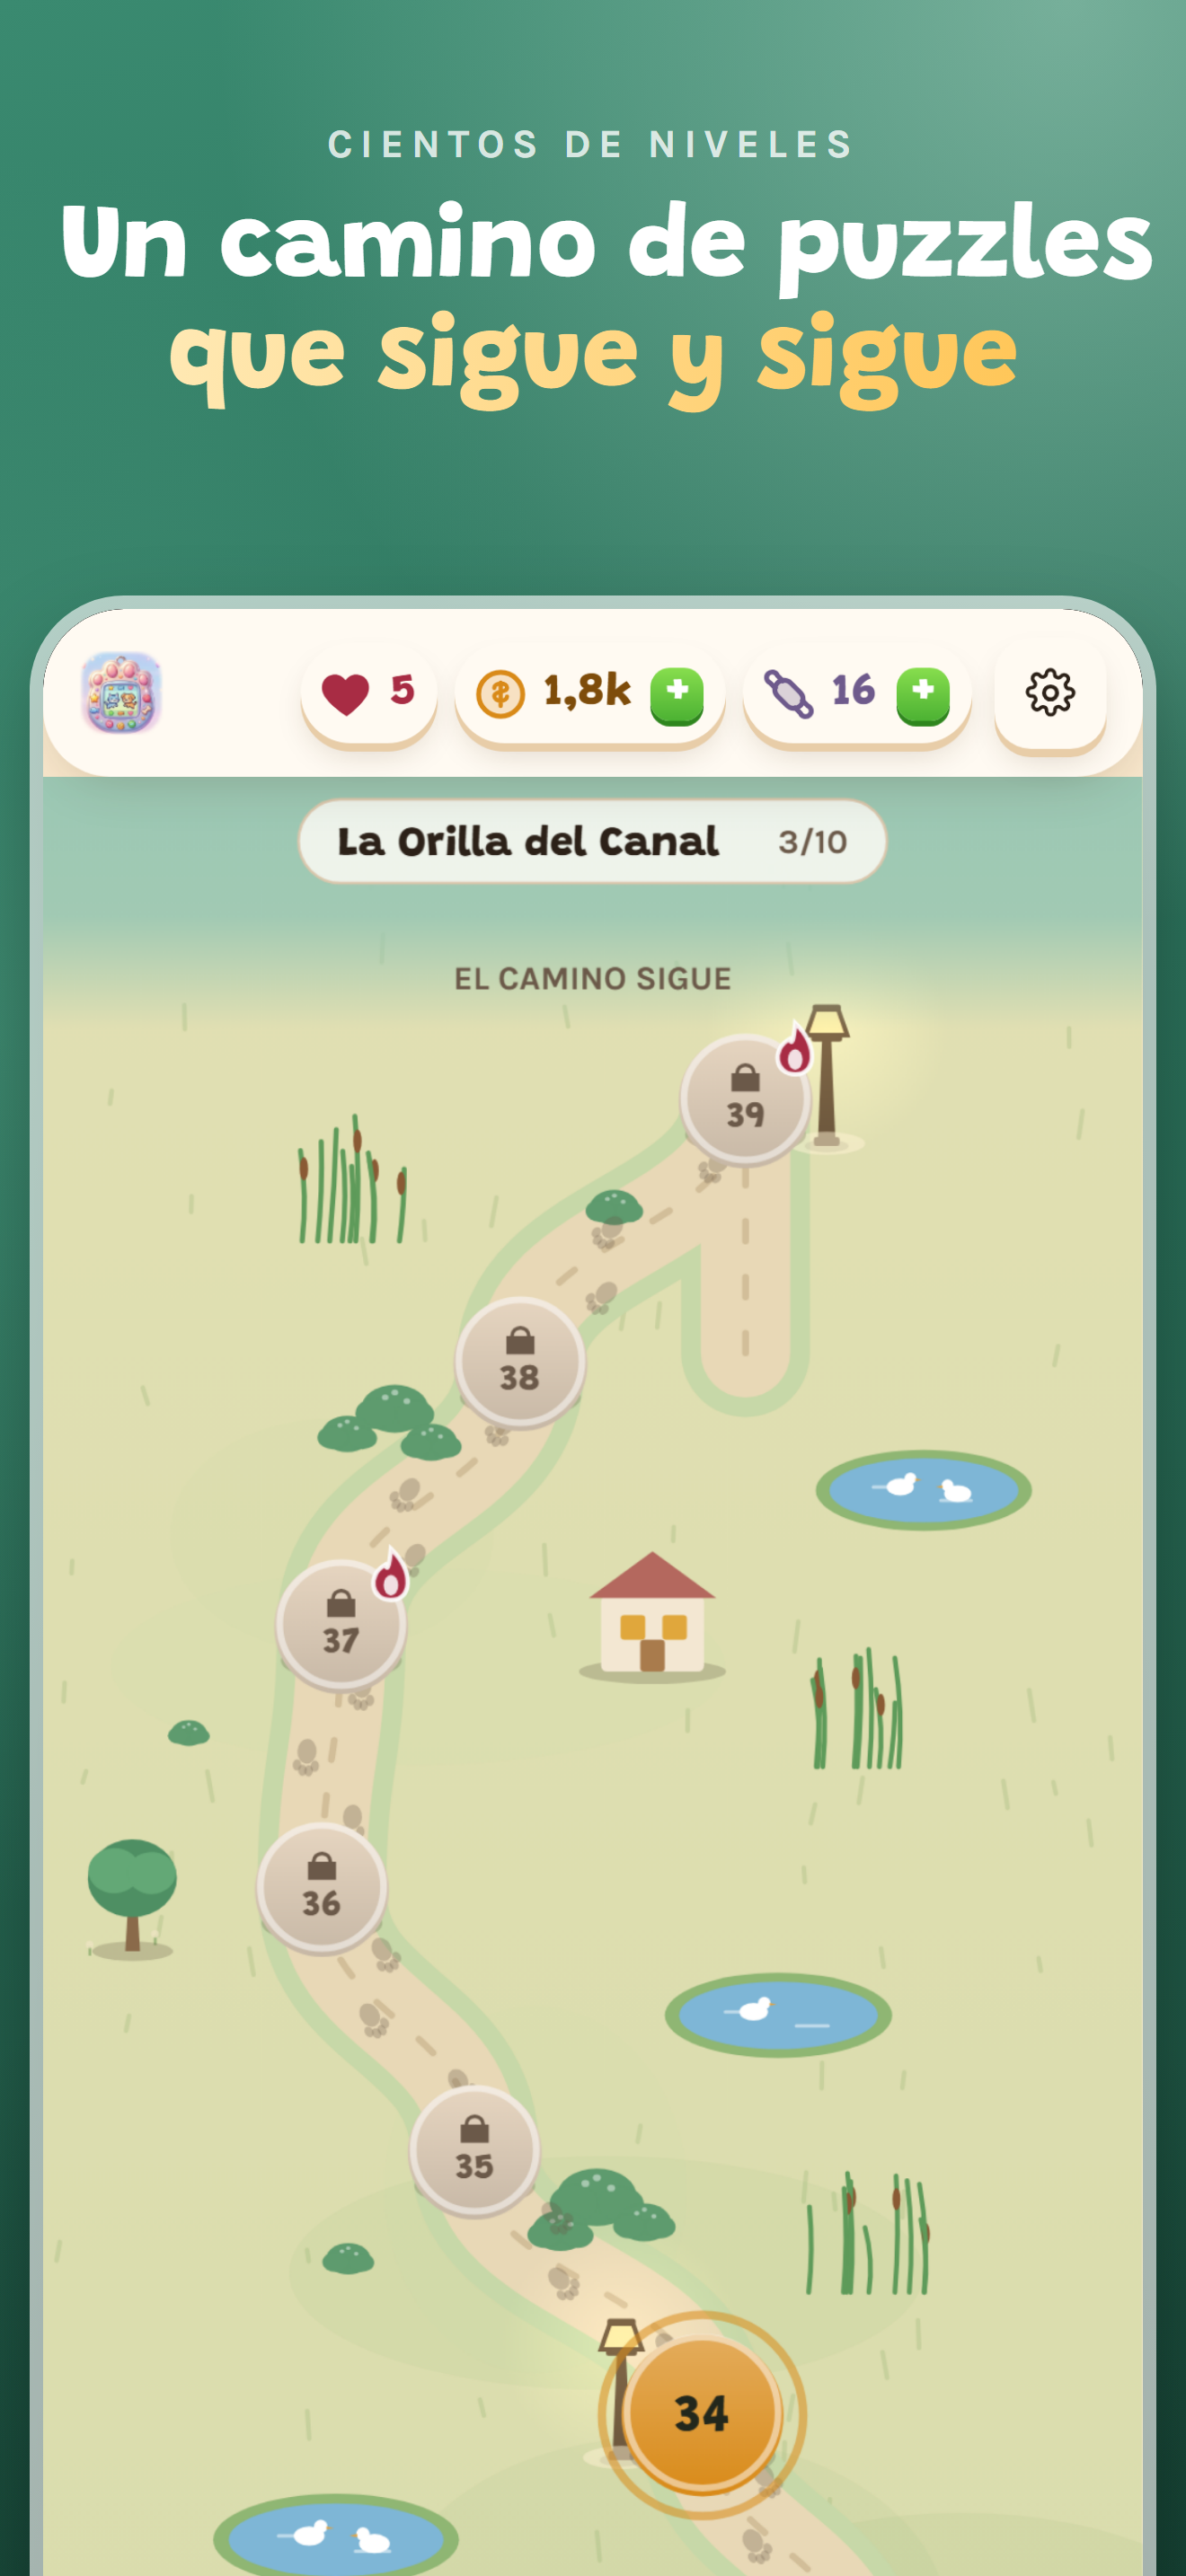 CIENTOS DE NIVELES
Un camino de puzzles
que sigue y sigue
5 1,8k + 16 +
La Orilla del Canal 3/10
EL CAMINO SIGUE
39
38
37
36
35
34